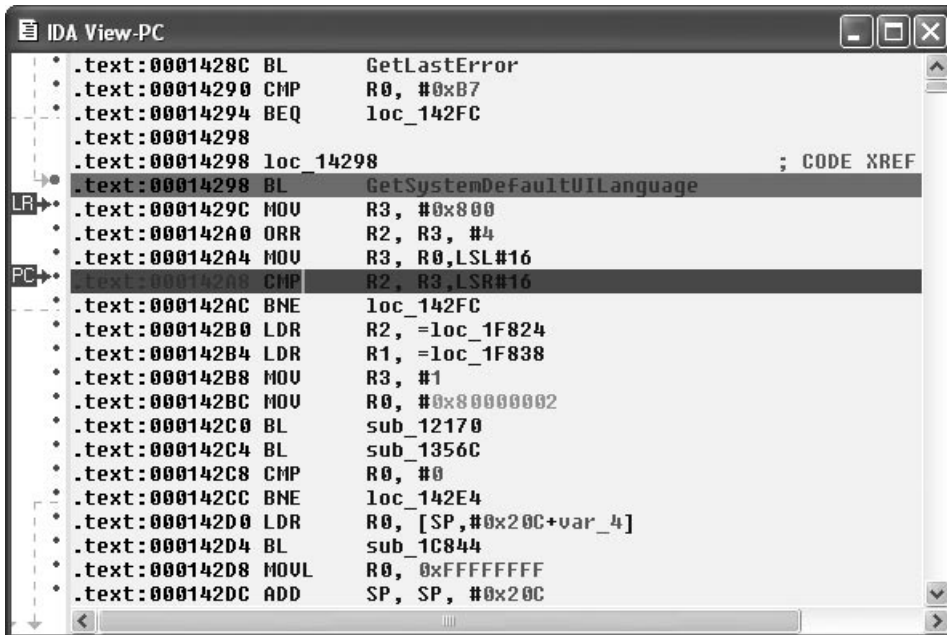 IDA View-PC
.text:0001428C BL GetLastError
.text:00014290 CMP R0, #0xB7
.text:00014294 BEQ loc_142FC
.text:00014298
.text:00014298 loc_14298 ; CODE XREF
.text:00014298 BL GetSystemDefaultUILanguage
LR .text:0001429C MOV R3, #0x800
.text:000142A0 ORR R2, R3, #4
.text:000142A4 MOV R3, R0,LSL#16
PC .text:000142A8 CMP R2, R3,LSR#16
.text:000142AC BNE loc_142FC
.text:000142B0 LDR R2, =loc_1F824
.text:000142B4 LDR R1, =loc_1F838
.text:000142B8 MOV R3, #1
.text:000142BC MOV R0, #0x80000002
.text:000142C0 BL sub_12170
.text:000142C4 BL sub_1356C
.text:000142C8 CMP R0, #0
.text:000142CC BNE loc_142E4
.text:000142D0 LDR R0, [SP,#0x20C+var_4]
.text:000142D4 BL sub_1C844
.text:000142D8 MOVL R0, 0xFFFFFFFF
.text:000142DC ADD SP, SP, #0x20C